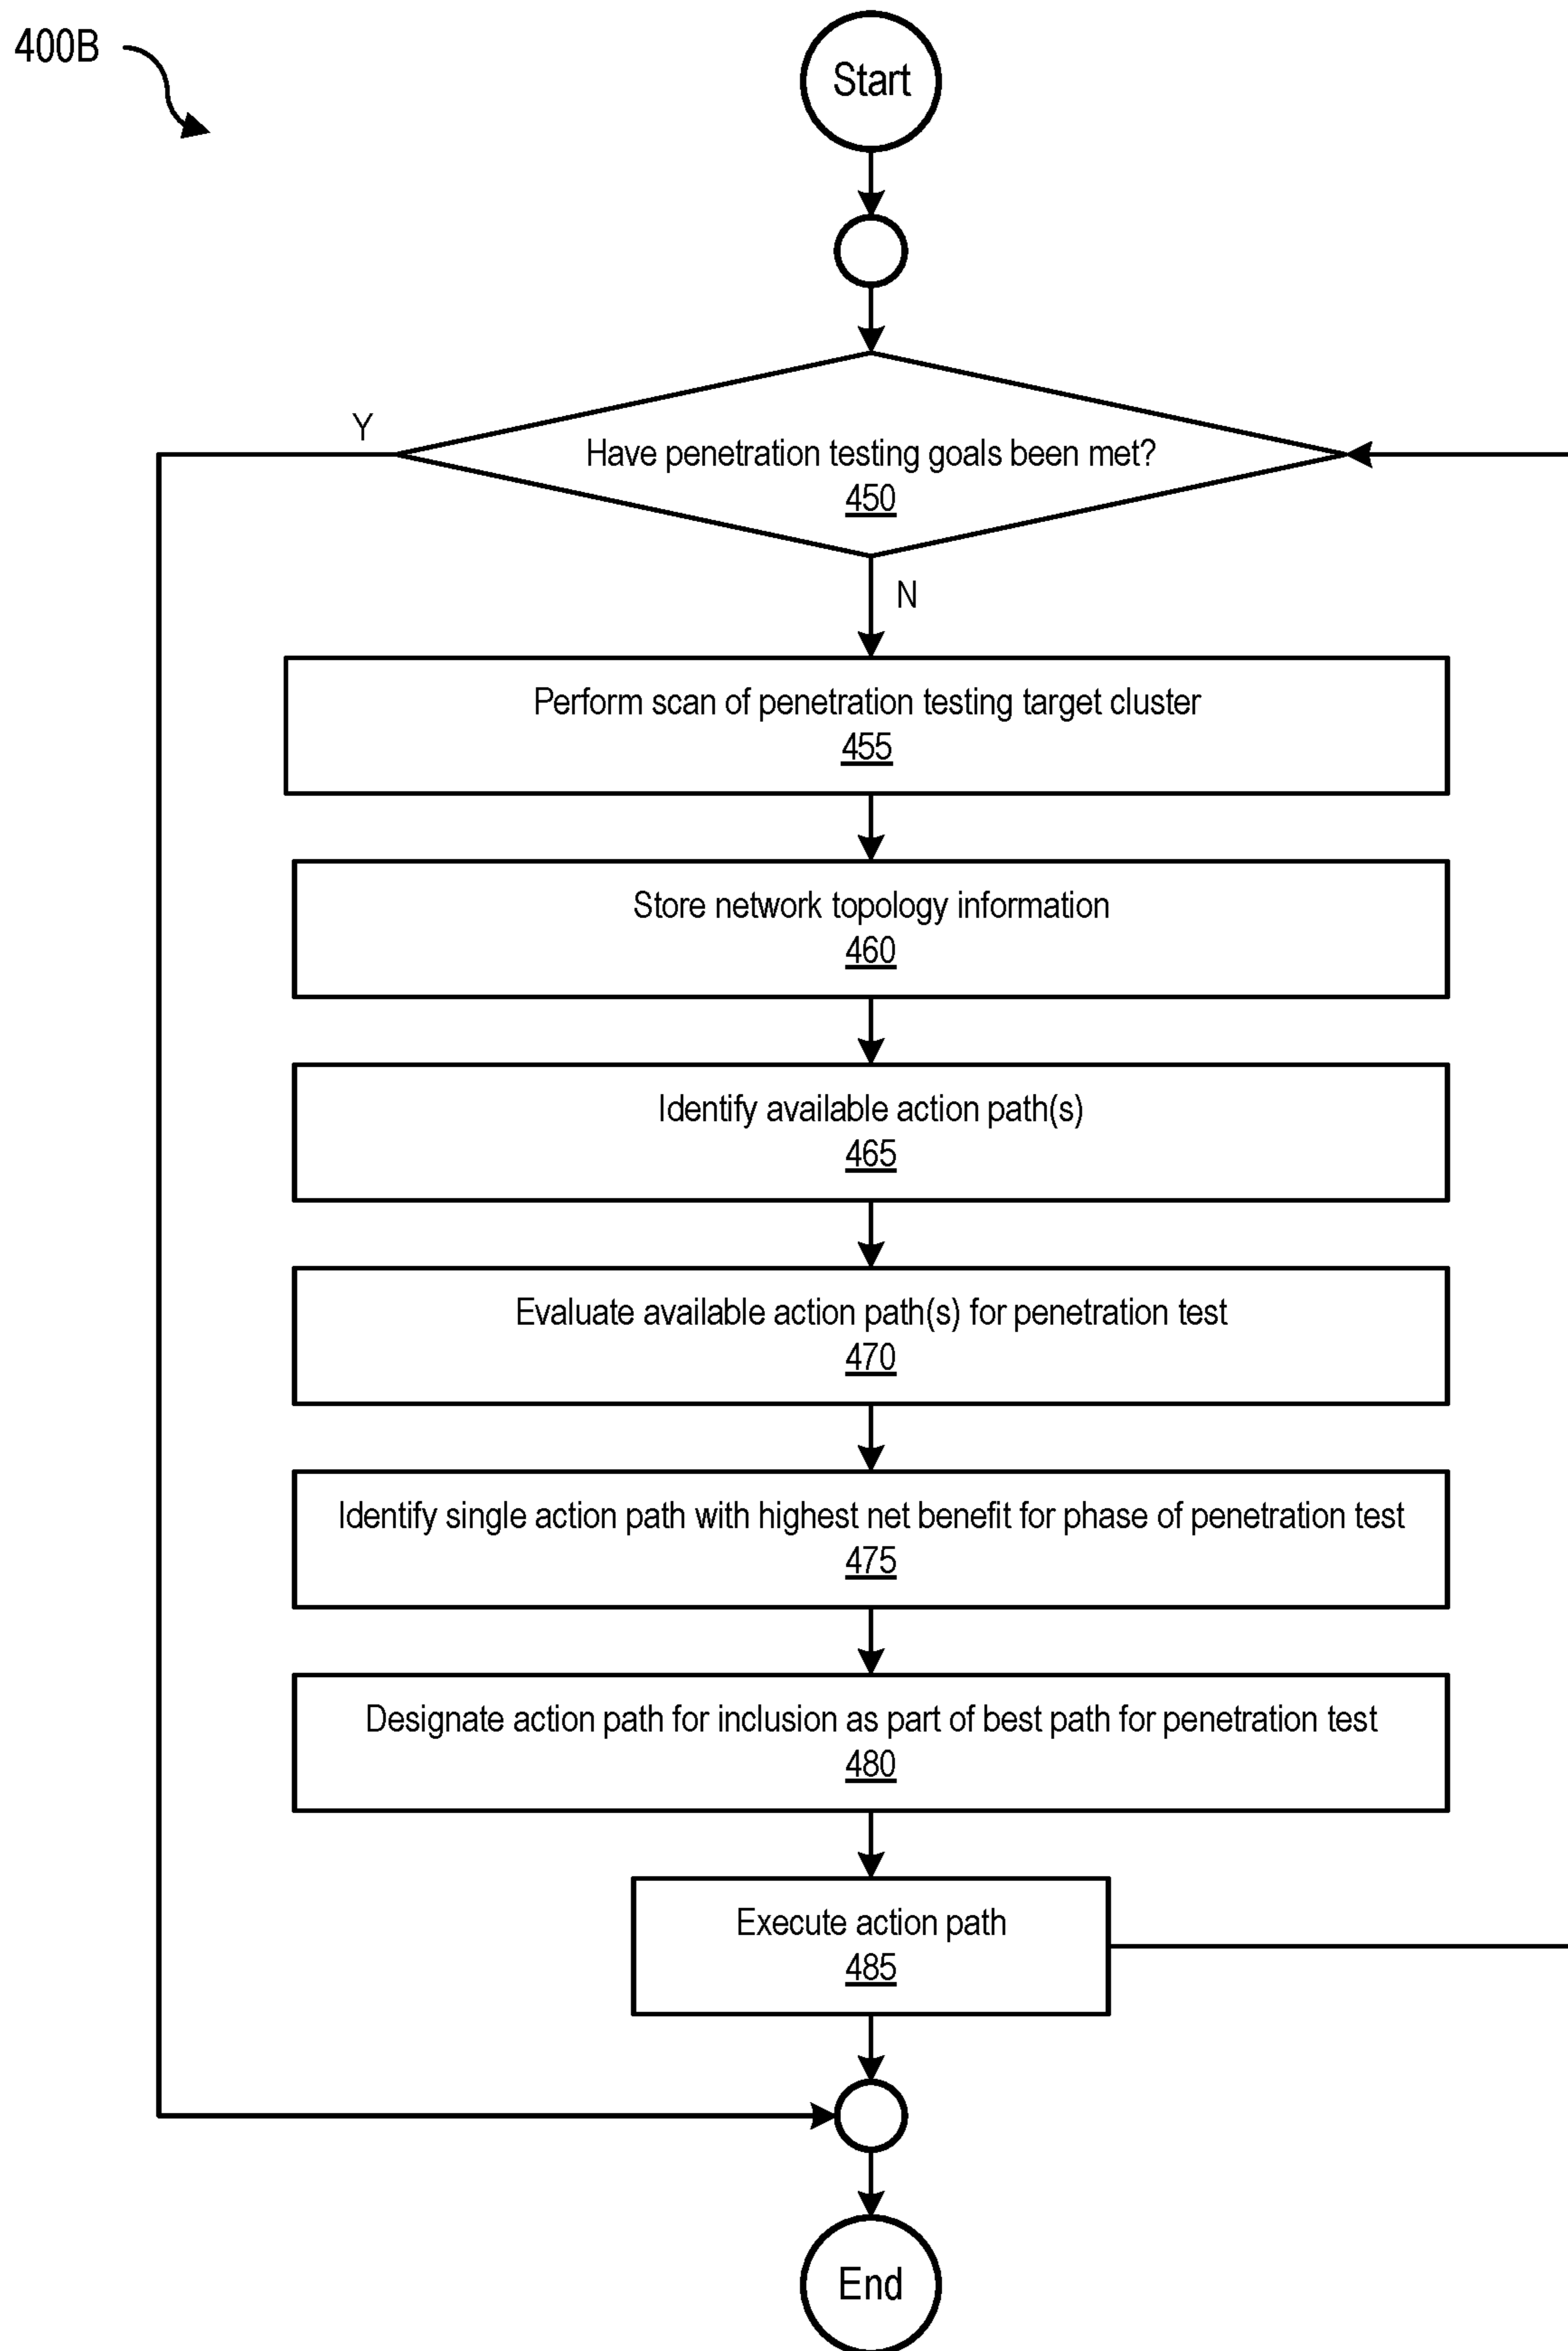 400B
Start
Y
Have penetration testing goals been met?
450
N
Perform scan of penetration testing target cluster
455
Store network topology information
460
Identify available action path(s)
465
Evaluate available action path(s) for penetration test
470
Identify single action path with highest net benefit for phase of penetration test
475
Designate action path for inclusion as part of best path for penetration test
480
Execute action path
485
End